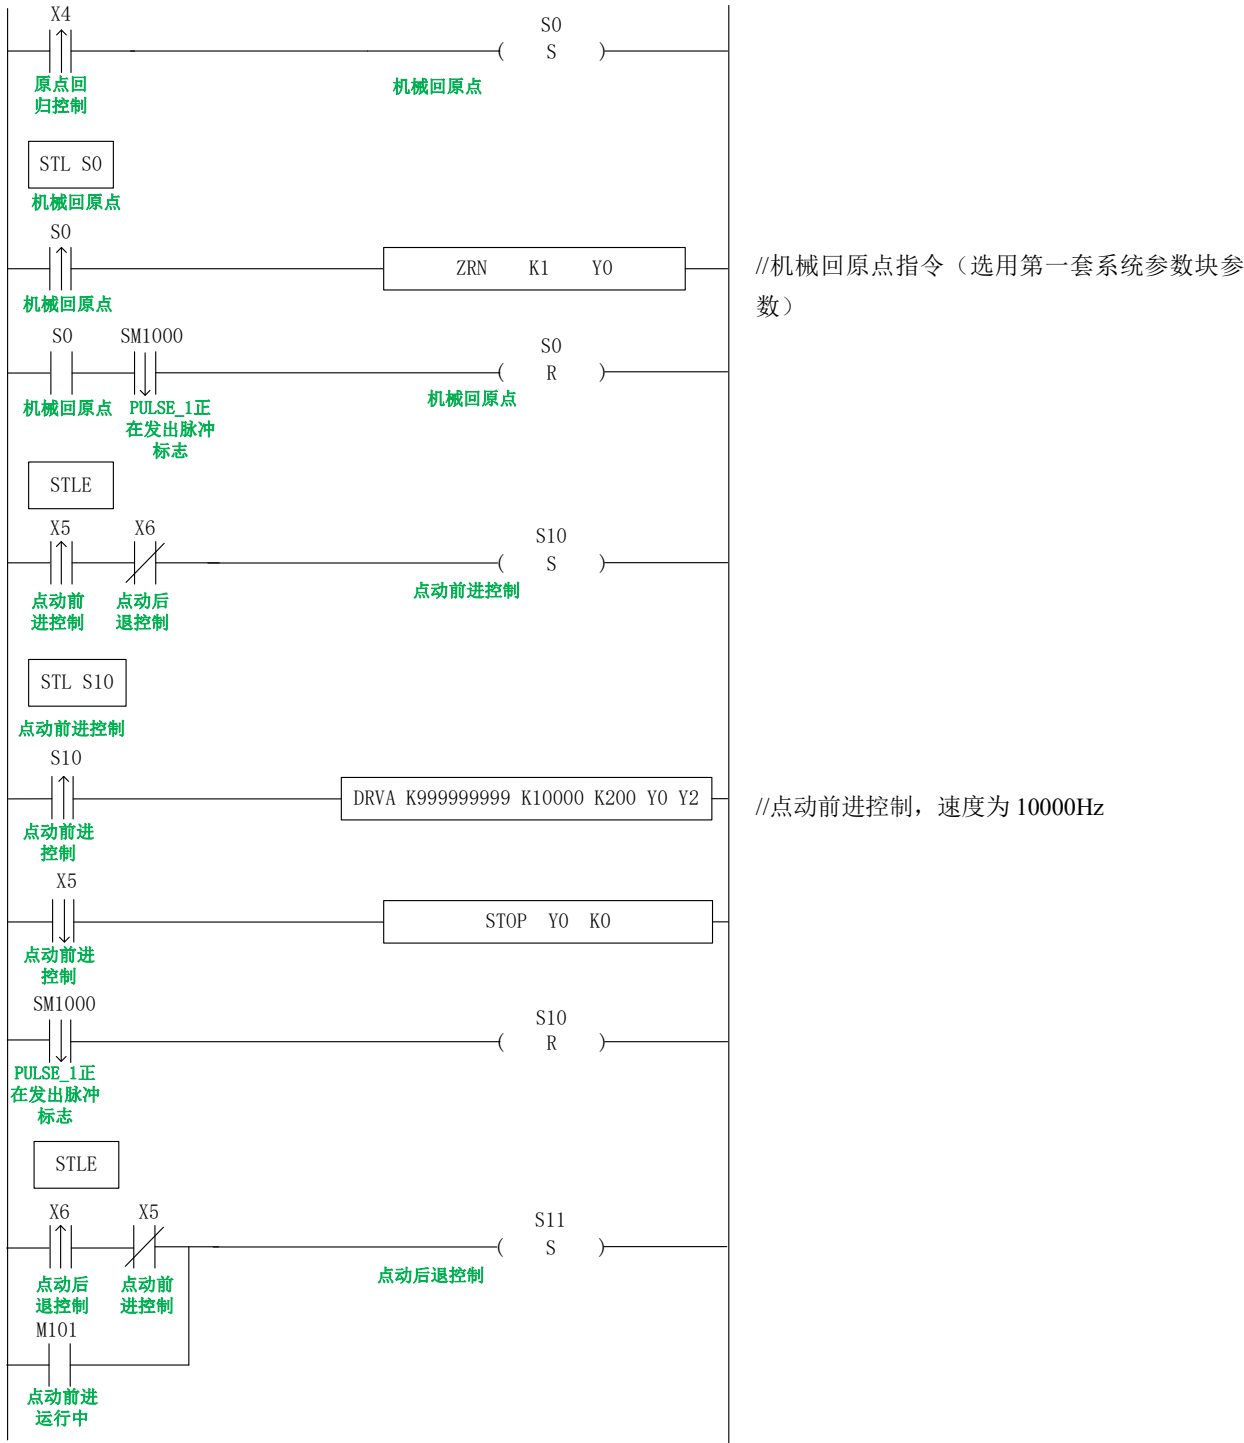 X4
S0
( S )
原点回
归控制
机械回原点
STL S0
机械回原点
S0
ZRN K1 Y0
//机械回原点指令（选用第一套系统参数块参
数）
机械回原点
S0 SM1000
S0
( R )
机械回原点
机械回原点
PULSE_1正
在发出脉冲
标志
STLE
X5 X6
S10
( S )
点动前进控制
点动前
进控制
点动后
退控制
STL S10
点动前进控制
S10
DRVA K999999999 K10000 K200 Y0 Y2
//点动前进控制，速度为 10000Hz
点动前进
控制
X5
STOP Y0 K0
点动前进
控制
SM1000
S10
( R )
PULSE_1正
在发出脉冲
标志
STLE
X6 X5
S11
( S )
点动后退控制
点动后
退控制
点动前
进控制
M101
点动前进
运行中